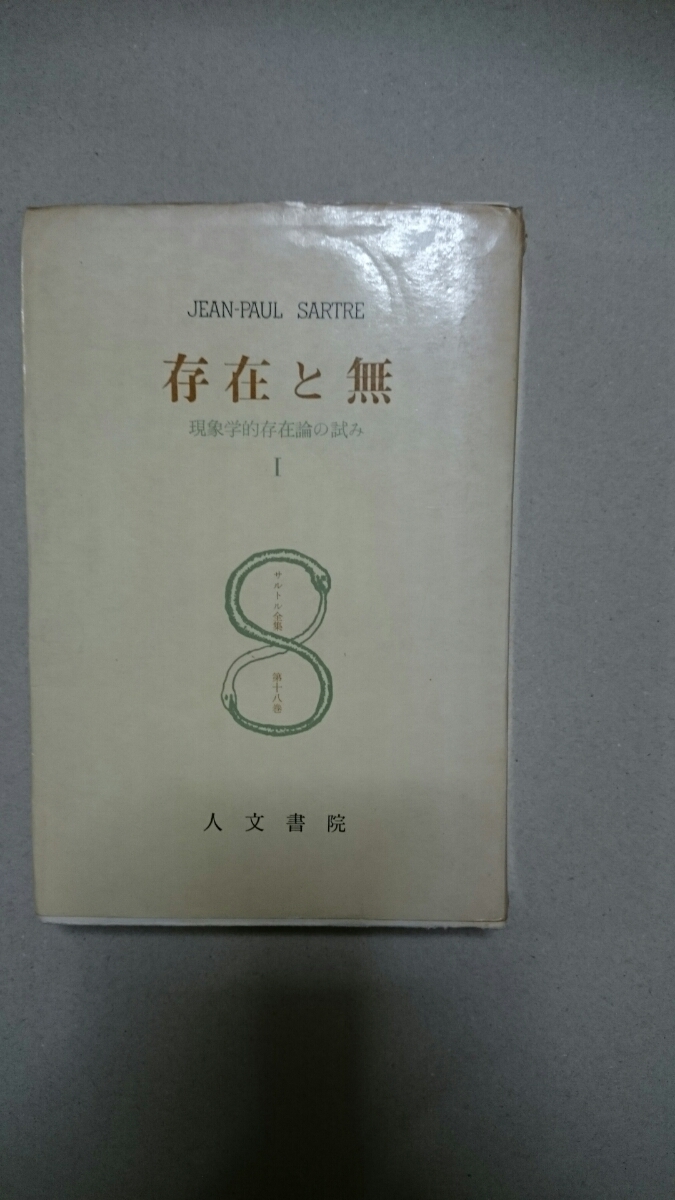 JEAN-PAUL SARTRE
存在と無
現象学的存在論の試み
I
サルトル全集
第十八巻
人文書院